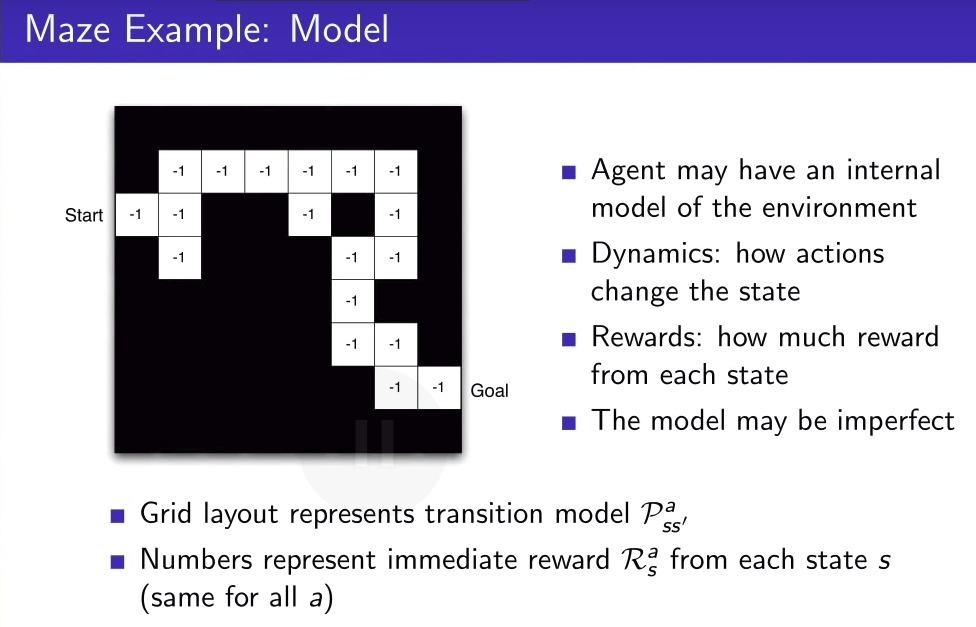 Maze Example: Model
-1 -1 -1 -1 -1 -1
Start -1 -1 -1 -1
-1 -1 -1
-1
-1 -1
-1 -1 Goal
Agent may have an internal
model of the environment
Dynamics: how actions
change the state
Rewards: how much reward
from each state
The model may be imperfect
Grid layout represents transition model $\mathcal{P}^a_{ss'}$
Numbers represent immediate reward $\mathcal{R}^a_s$ from each state s
(same for all a)